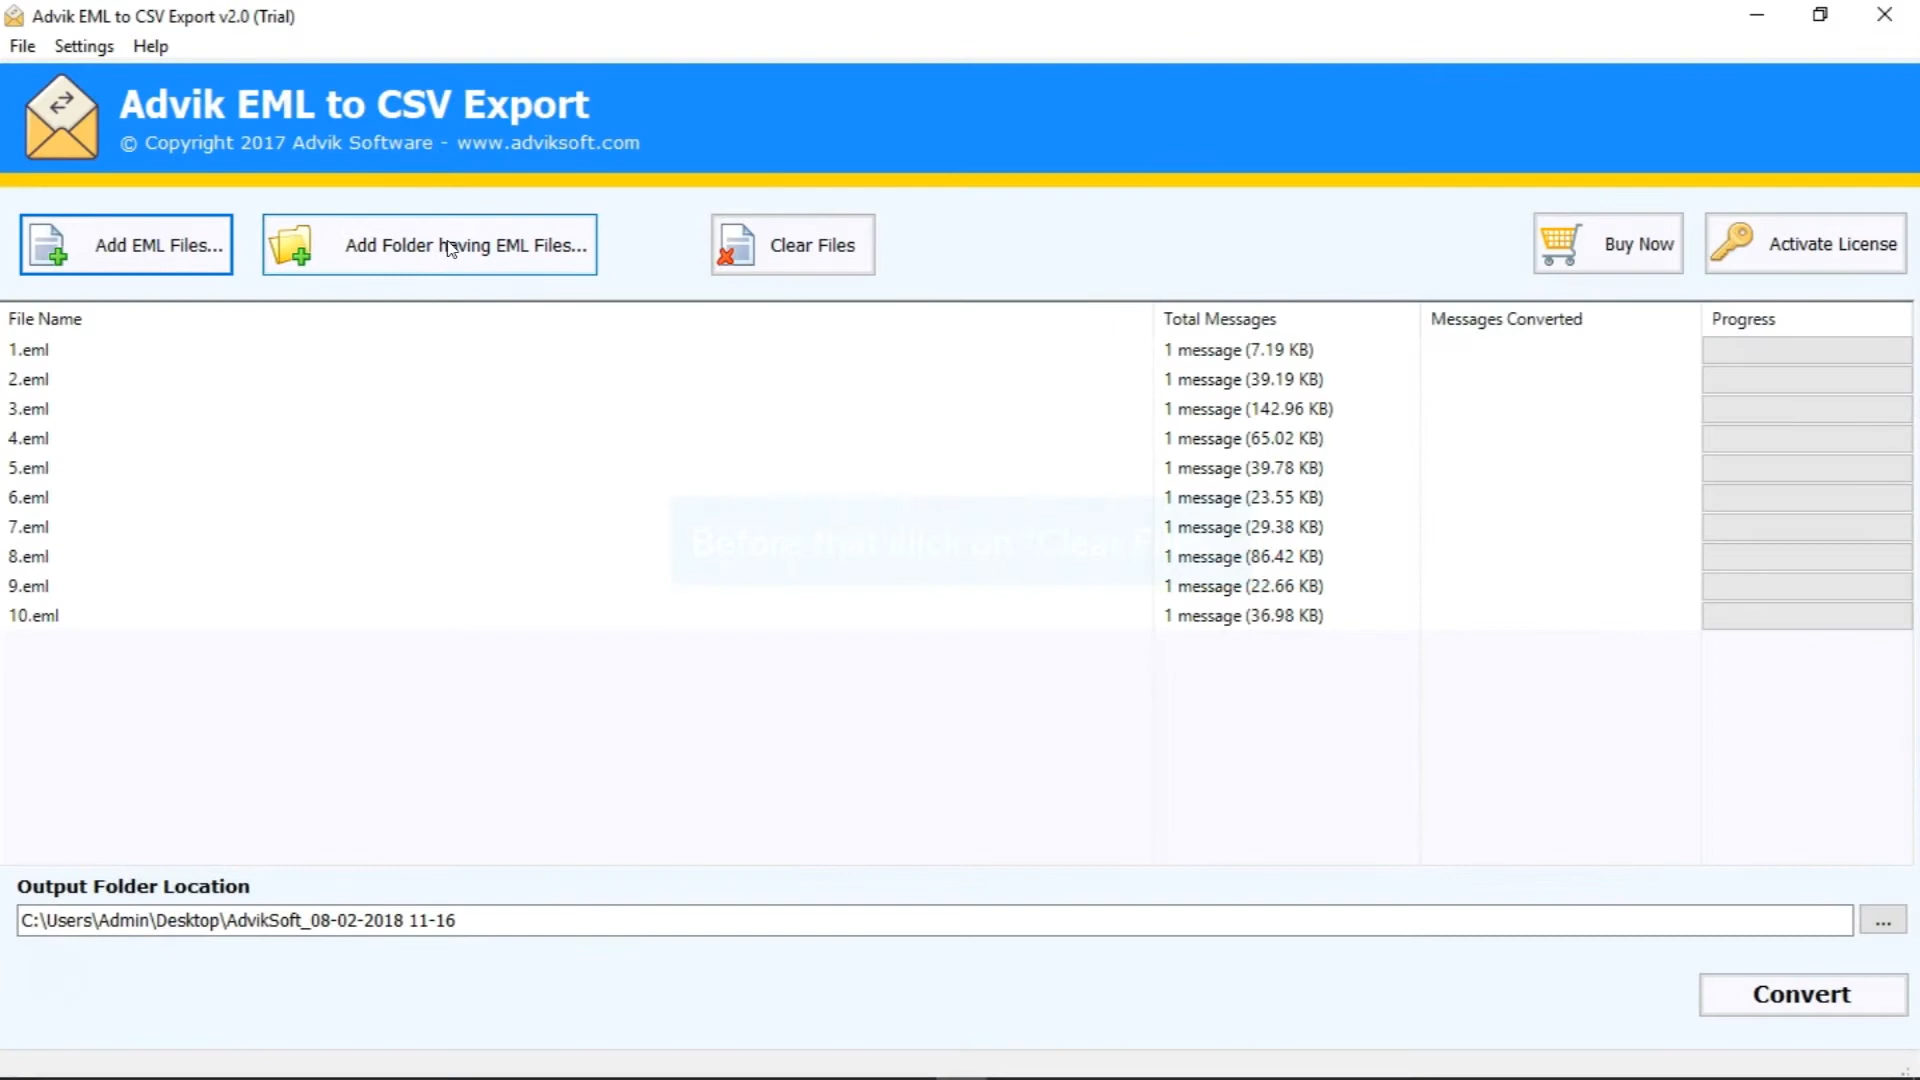 Advik EML to CSV Export v2.0 (Trial)
File Settings Help
Advik EML to CSV Export
© Copyright 2017 Advik Software - www.adviksoft.com
Add EML Files... Add Folder having EML Files... Clear Files Buy Now Activate License
File Name Total Messages Messages Converted Progress
1.eml 1 message (7.19 KB)
2.eml 1 message (39.19 KB)
3.eml 1 message (142.96 KB)
4.eml 1 message (65.02 KB)
5.eml 1 message (39.78 KB)
6.eml 1 message (23.55 KB)
7.eml 1 message (29.38 KB)
Before that click on "Clear F
8.eml 1 message (86.42 KB)
9.eml 1 message (22.66 KB)
10.eml 1 message (36.98 KB)
Output Folder Location
C:\Users\Admin\Desktop\AdvikSoft_08-02-2018 11-16 ...
Convert